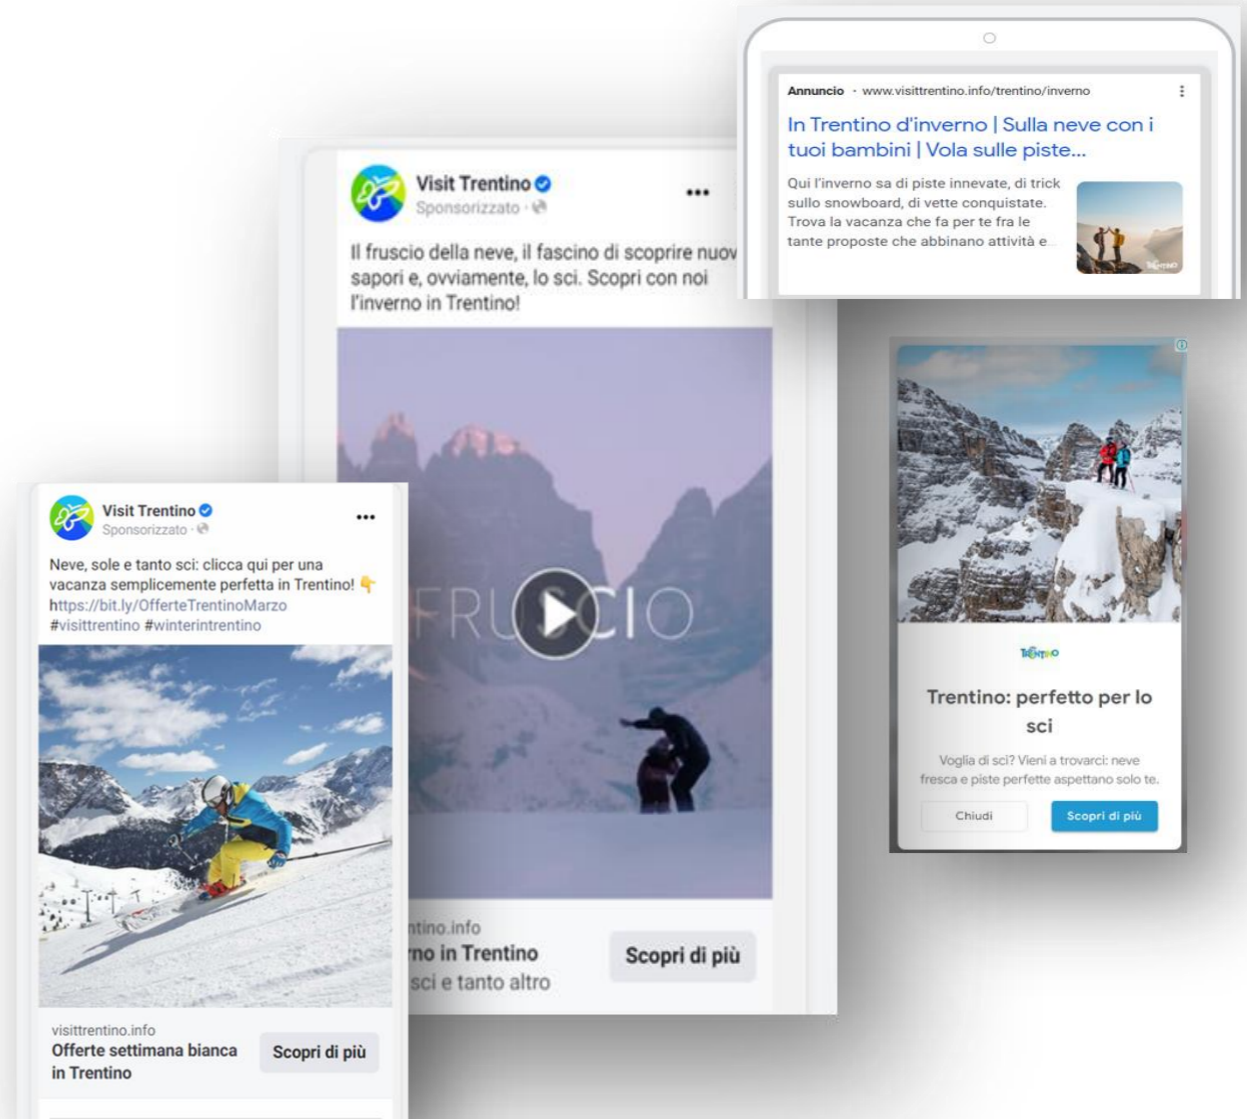 Annuncio · www.visittrentino.info/trentino/inverno
In Trentino d'inverno | Sulla neve con i
tuoi bambini | Vola sulle piste...
Qui l'inverno sa di piste innevate, di trick
sullo snowboard, di vette conquistate.
Trova la vacanza che fa per te fra le
tante proposte che abbinano attività e
TRENTINO
Visit Trentino
Sponsorizzato ·
Il fruscio della neve, il fascino di scoprire nuov
sapori e, ovviamente, lo sci. Scopri con noi
l'inverno in Trentino!
FRUSCIO
ntino.info
rno in Trentino
sci e tanto altro
Scopri di più
Visit Trentino
Sponsorizzato ·
Neve, sole e tanto sci: clicca qui per una
vacanza semplicemente perfetta in Trentino! 👇
https://bit.ly/OfferteTrentinoMarzo
#visittrentino #winterintrentino
visittrentino.info
Offerte settimana bianca
in Trentino
Scopri di più
TRENTINO
Trentino: perfetto per lo
sci
Voglia di sci? Vieni a trovarci: neve
fresca e piste perfette aspettano solo te.
Chiudi
Scopri di più